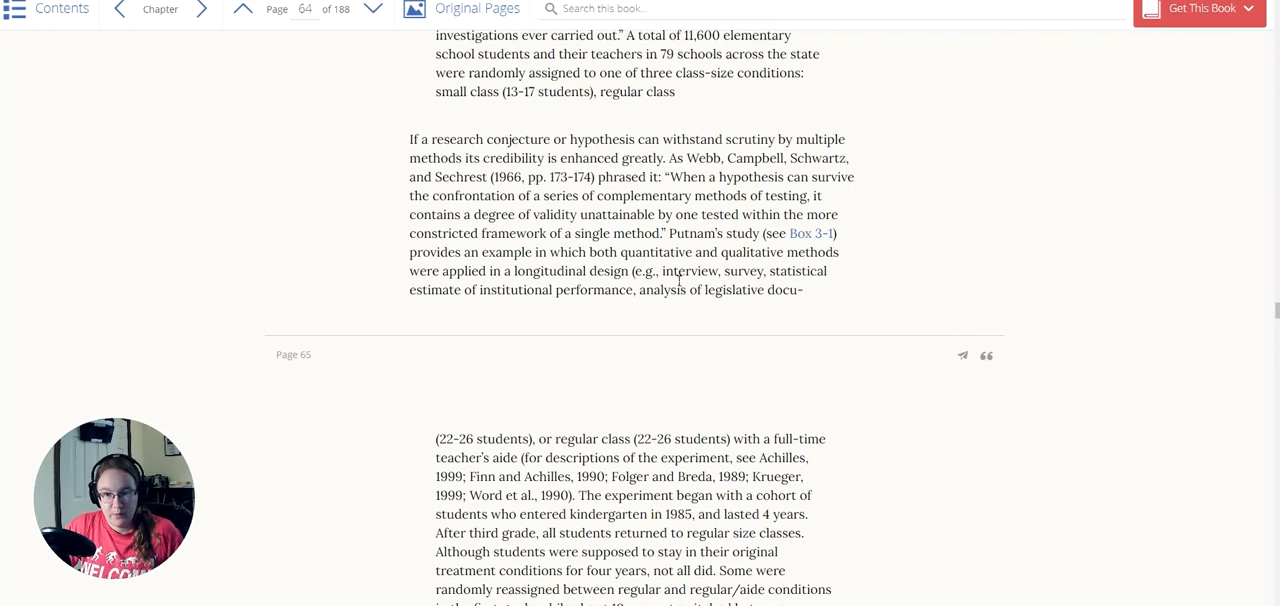 Contents
Chapter
Page 64 of 188
Original Pages
Search this book...
Get This Book
investigations ever carried out.” A total of 11,600 elementary
school students and their teachers in 79 schools across the state
were randomly assigned to one of three class-size conditions:
small class (13-17 students), regular class
If a research conjecture or hypothesis can withstand scrutiny by multiple
methods its credibility is enhanced greatly. As Webb, Campbell, Schwartz,
and Sechrest (1966, pp. 173-174) phrased it: “When a hypothesis can survive
the confrontation of a series of complementary methods of testing, it
contains a degree of validity unattainable by one tested within the more
constricted framework of a single method.” Putnam’s study (see Box 3-1)
provides an example in which both quantitative and qualitative methods
were applied in a longitudinal design (e.g., interview, survey, statistical
estimate of institutional performance, analysis of legislative docu-
Page 65
(22-26 students), or regular class (22-26 students) with a full-time
teacher’s aide (for descriptions of the experiment, see Achilles,
1999; Finn and Achilles, 1990; Folger and Breda, 1989; Krueger,
1999; Word et al., 1990). The experiment began with a cohort of
students who entered kindergarten in 1985, and lasted 4 years.
After third grade, all students returned to regular size classes.
Although students were supposed to stay in their original
treatment conditions for four years, not all did. Some were
randomly reassigned between regular and regular/aide conditions